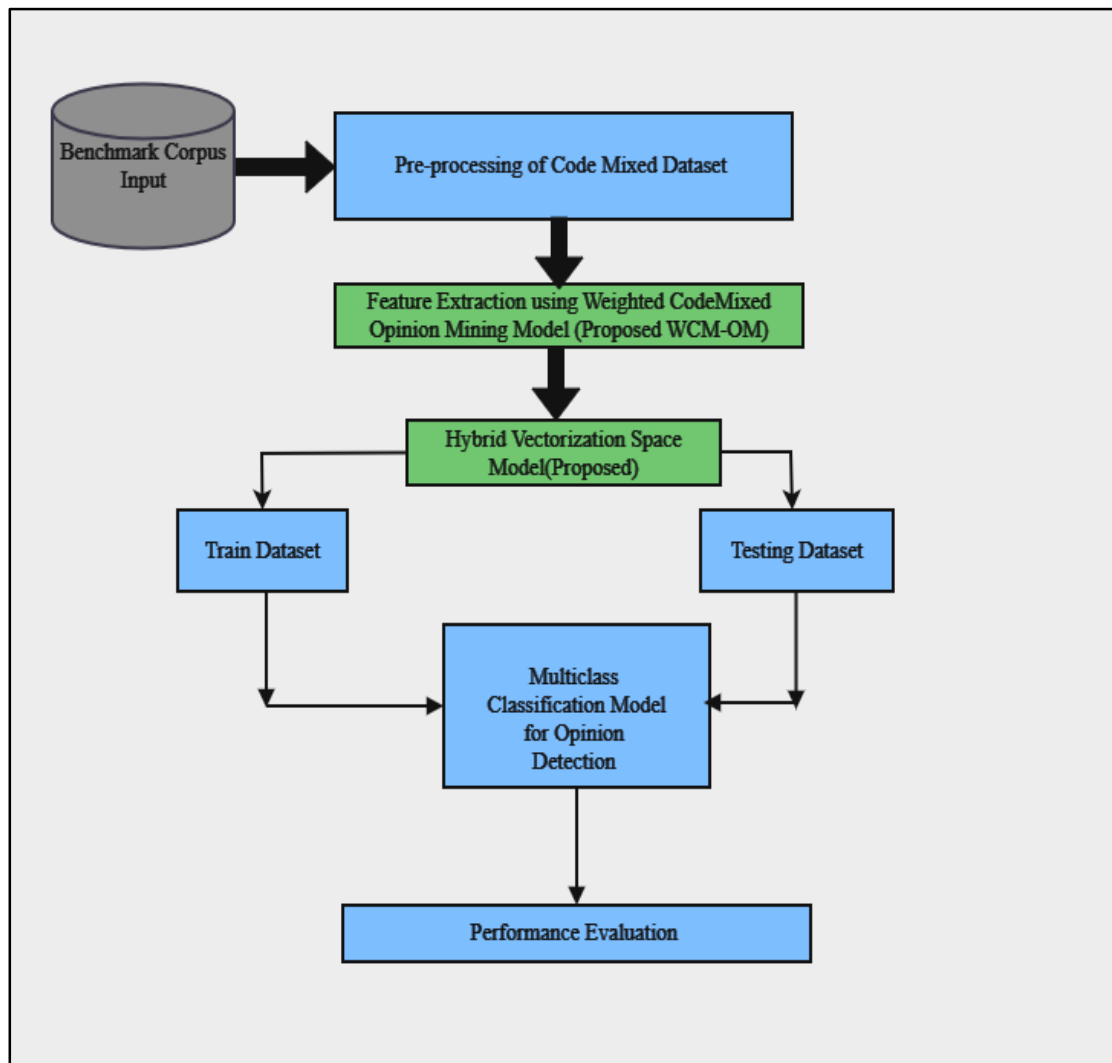 Benchmark Corpus
Input
Pre-processing of Code Mixed Dataset
Feature Extraction using Weighted CodeMixed
Opinion Mining Model (Proposed WCM-OM)
Hybrid Vectorization Space
Model(Proposed)
Train Dataset
Testing Dataset
Multiclass
Classification Model
for Opinion
Detection
Performance Evaluation